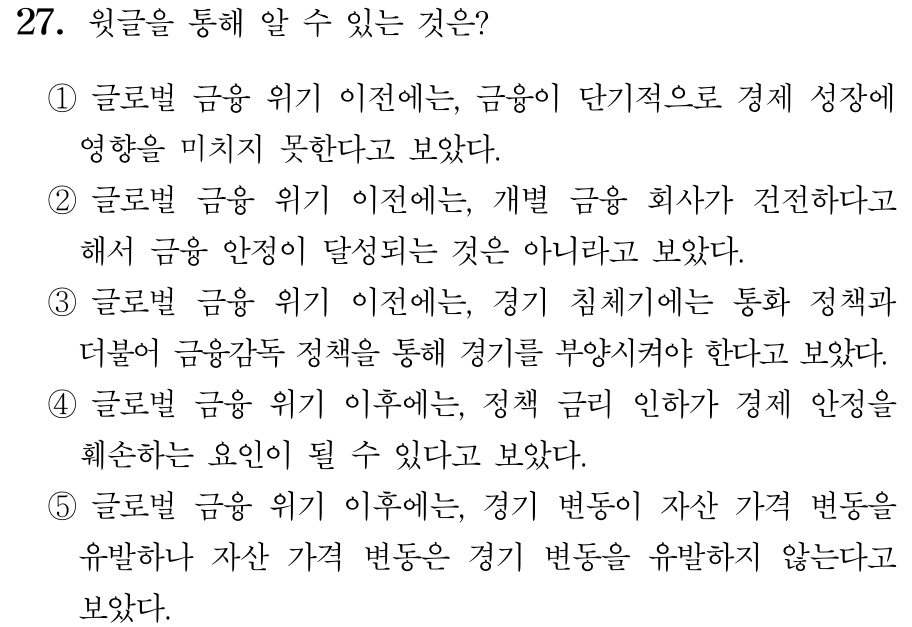 27. 윗글을 통해 알 수 있는 것은?
① 글로벌 금융 위기 이전에는, 금융이 단기적으로 경제 성장에
영향을 미치지 못한다고 보았다.
② 글로벌 금융 위기 이전에는, 개별 금융 회사가 건전하다고
해서 금융 안정이 달성되는 것은 아니라고 보았다.
③ 글로벌 금융 위기 이전에는, 경기 침체기에는 통화 정책과
더불어 금융감독 정책을 통해 경기를 부양시켜야 한다고 보았다.
④ 글로벌 금융 위기 이후에는, 정책 금리 인하가 경제 안정을
훼손하는 요인이 될 수 있다고 보았다.
⑤ 글로벌 금융 위기 이후에는, 경기 변동이 자산 가격 변동을
유발하나 자산 가격 변동은 경기 변동을 유발하지 않는다고
보았다.